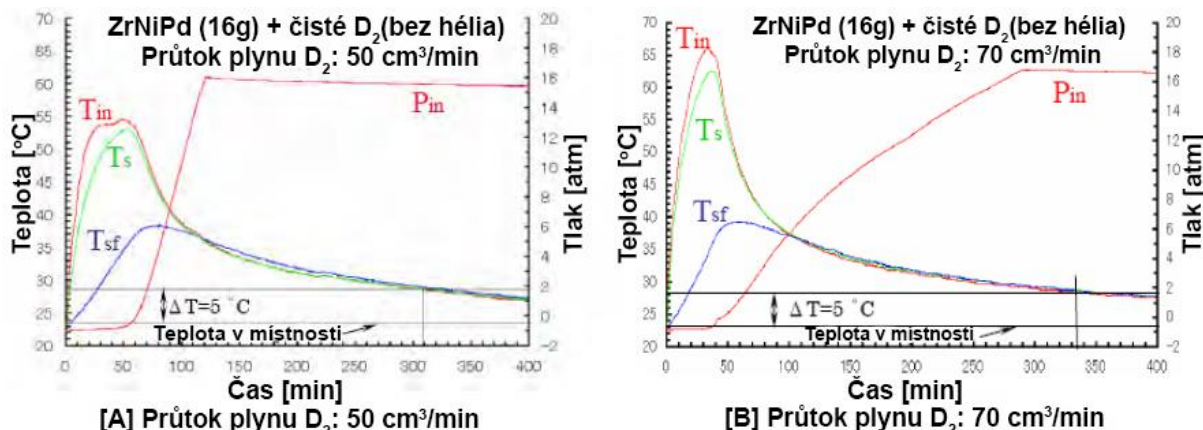 ZrNiPd (16g) + čisté D₂(bez hélia)
Průtok plynu D₂: 50 cm³/min
Teplota [°C]
70
65
60
55
50
45
40
35
30
25
20
Tin
Ts
Tsf
Pin
ΔT=5 °C
Teplota v místnosti
20
18
16
14
12
10
8
6
4
2
0
−2
Tlak [atm]
0 50 100 150 200 250 300 350 400
Čas [min]
[A] Průtok plynu D₂: 50 cm³/min
ZrNiPd (16g) + čisté D₂(bez hélia)
Průtok plynu D₂: 70 cm³/min
Teplota [°C]
70
65
60
55
50
45
40
35
30
25
20
Tin
Ts
Tsf
Pin
ΔT=5 °C
Teplota v místnosti
20
18
16
14
12
10
8
6
4
2
0
−2
Tlak [atm]
0 50 100 150 200 250 300 350 400
Čas [min]
[B] Průtok plynu D₂: 70 cm³/min